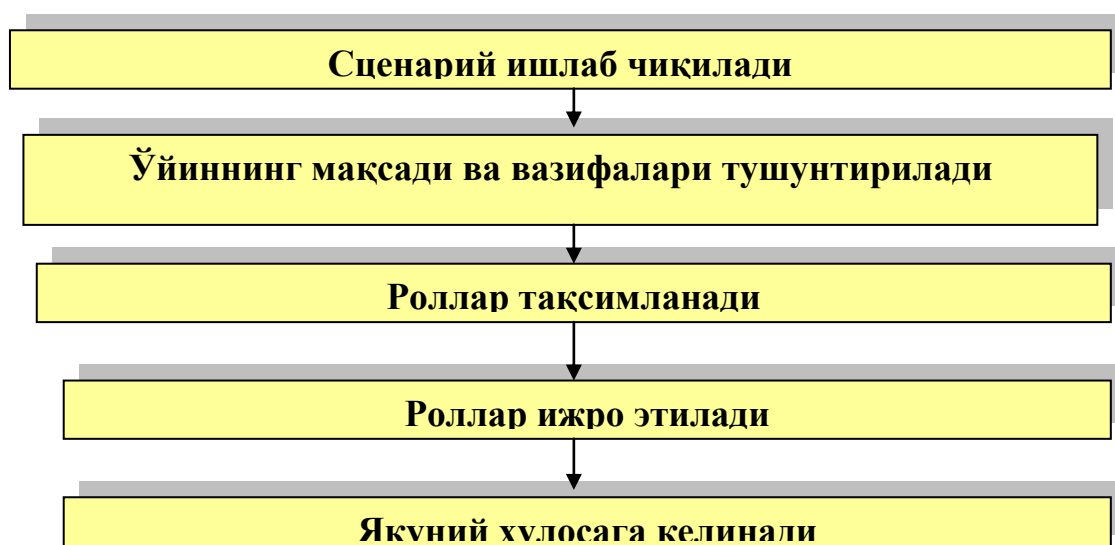 Сценарий ишлаб чиқилади
Ўйиннинг мақсади ва вазифалари тушунтирилади
Роллар тақсимланади
Роллар ижро этилади
Якуний хулосага келинади